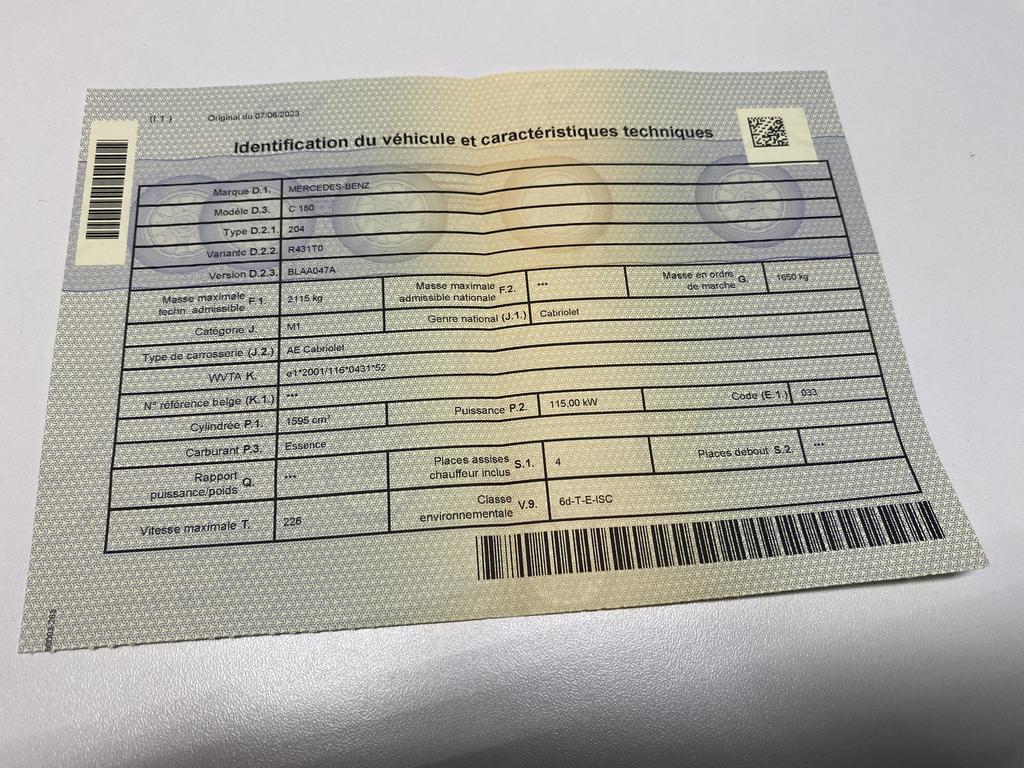 (I.1.) Original du 07/06/2023
Identification du véhicule et caractéristiques techniques
Marque D.1. MERCEDES-BENZ
Modèle D.3. C 180
Type D.2.1. 204
Variante D.2.2. R431T0
Version D.2.3. BLAA047A
Masse maximale techn. admissible F.1. 2115 kg Masse maximale admissible nationale F.2. *** Masse en ordre de marche G. 1650 kg
Catégorie J. M1 Genre national (J.1.) Cabriolet
Type de carrosserie (J.2.) AE Cabriolet
WVTA K. e1*2001/116*0431*52
N° référence belge (K.1.) ***
Cylindrée P.1. 1595 cm³ Puissance P.2. 115,00 kW Code (E.1.) 033
Carburant P.3. Essence
Rapport puissance/poids Q. *** Places assises chauffeur inclus S.1. 4 Places debout S.2. ***
Vitesse maximale T. 226 Classe environnementale V.9. 6d-T-E-ISC